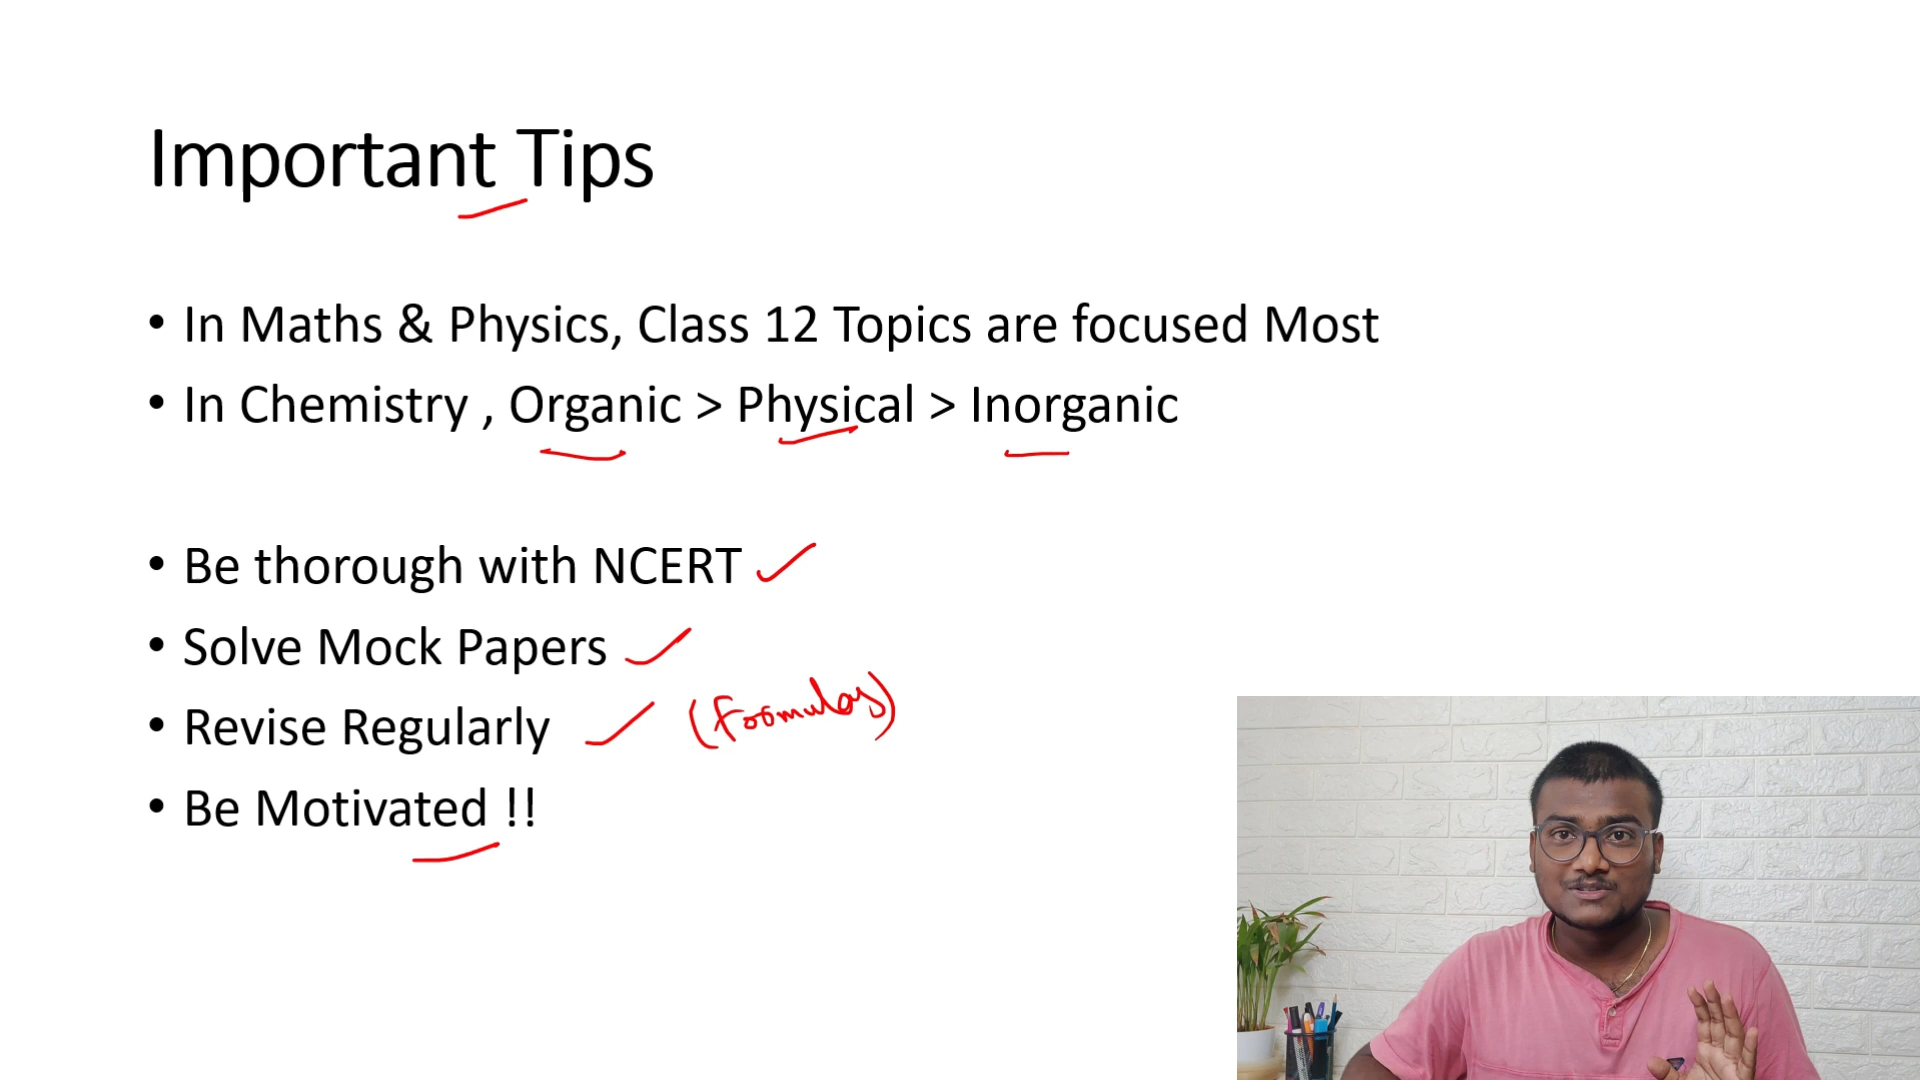 Important Tips
• In Maths & Physics, Class 12 Topics are focused Most
• In Chemistry , Organic > Physical > Inorganic
• Be thorough with NCERT
• Solve Mock Papers
• Revise Regularly (Formulas)
• Be Motivated !!